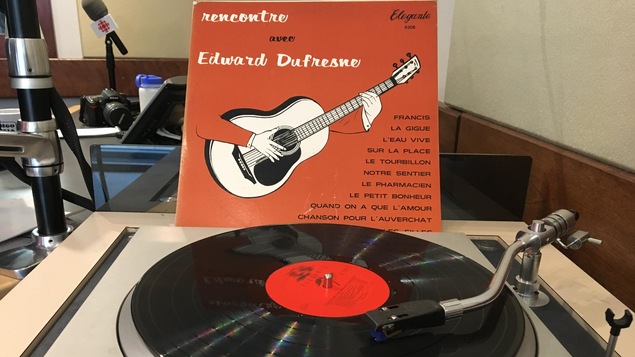 rencontre
avec
Edward Dufresne
Elegante
FRANCIS
LA GIGUE
L'EAU VIVE
SUR LA PLACE
LE TOURBILLON
NOTRE SENTIER
LE PHARMACIEN
LE PETIT BONHEUR
QUAND ON A QUE L'AMOUR
CHANSON POUR L'AUVERCHAT